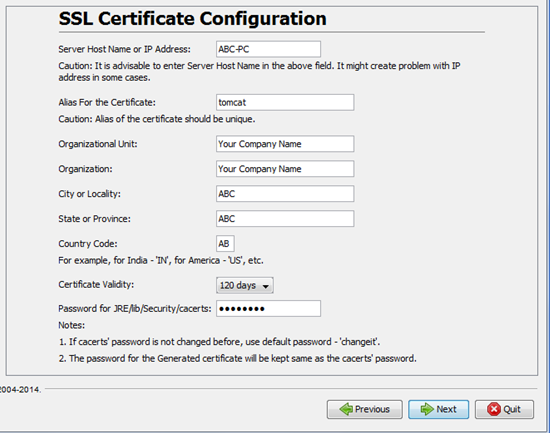 SSL Certificate Configuration
Server Host Name or IP Address: ABC-PC
Caution: It is advisable to enter Server Host Name in the above field. It might create problem with IP
address in some cases.
Alias For the Certificate: tomcat
Caution: Alias of the certificate should be unique.
Organizational Unit: Your Company Name
Organization: Your Company Name
City or Locality: ABC
State or Province: ABC
Country Code: AB
For example, for India - 'IN', for America - 'US', etc.
Certificate Validity: 120 days
Password for JRE/lib/Security/cacerts: ●●●●●●●●
Notes:
1. If cacerts' password is not changed before, use default password - 'changeit'.
2. The password for the Generated certificate will be kept same as the cacerts' password.
2004-2014.
Previous Next Quit